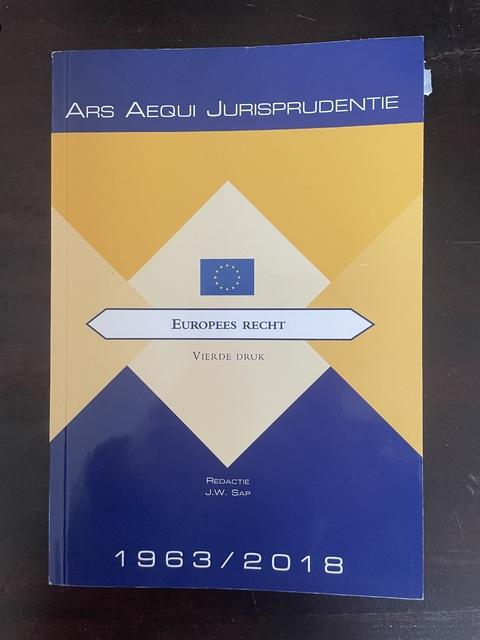 Ars Aequi Jurisprudentie
Europees recht
Vierde druk
Redactie
J.W. Sap
1963/2018